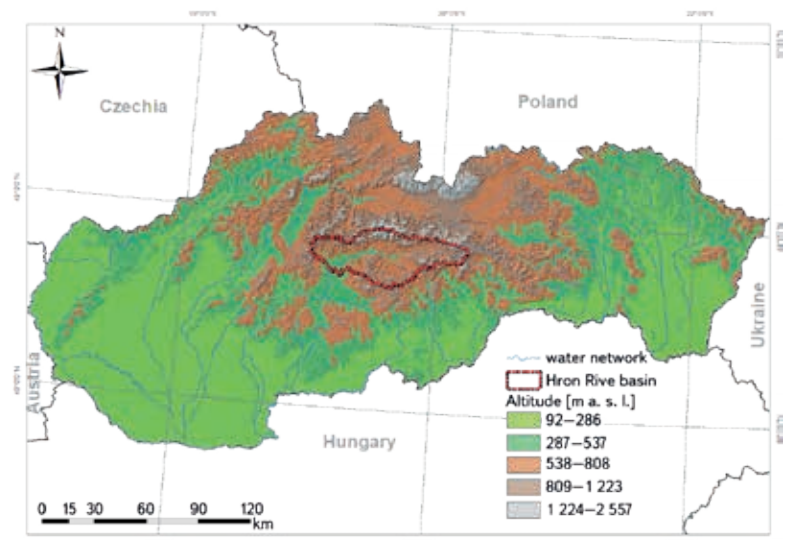 N
Czechia
Poland
Ukraine
Austria
Hungary
water network
Hron Rive basin
Altitude [m a. s. l.]
92–286
287–537
538–808
809–1 223
1 224–2 557
0 15 30 60 90 120
km